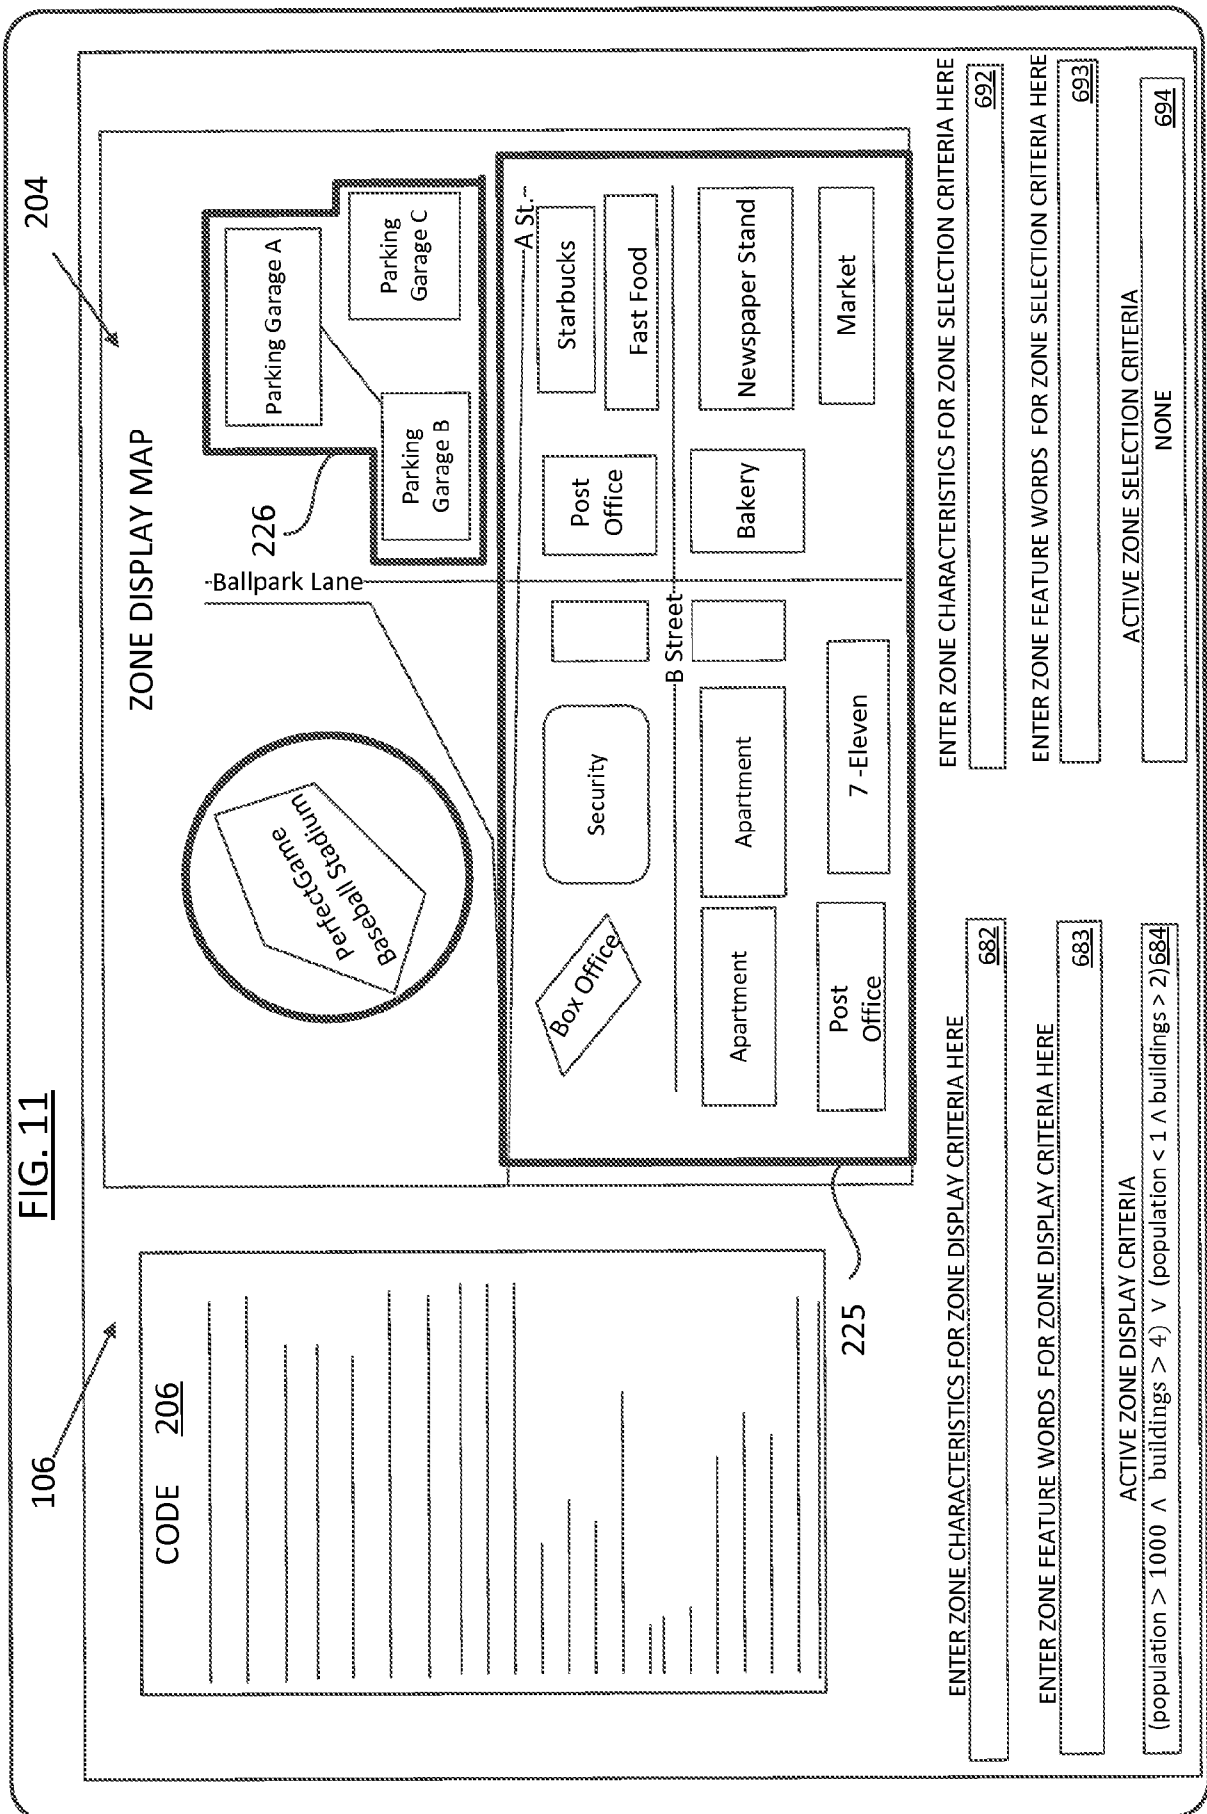 FIG. 11
106
204
CODE 206
ZONE DISPLAY MAP
PerfectGame
Baseball Stadium
-Ballpark Lane
226
Parking Garage A
Parking
Garage B
Parking
Garage C
A St.
Box Office
Security
Post
Office
Starbucks
Fast Food
B Street
Apartment
Apartment
Bakery
Newspaper Stand
Post
Office
7 -Eleven
Market
225
ENTER ZONE CHARACTERISTICS FOR ZONE DISPLAY CRITERIA HERE
682
ENTER ZONE FEATURE WORDS FOR ZONE DISPLAY CRITERIA HERE
683
ACTIVE ZONE DISPLAY CRITERIA
(population > 1000 ∧ buildings > 4) ∨ (population < 1 ∧ buildings > 2)684
ENTER ZONE CHARACTERISTICS FOR ZONE SELECTION CRITERIA HERE
692
ENTER ZONE FEATURE WORDS FOR ZONE SELECTION CRITERIA HERE
693
ACTIVE ZONE SELECTION CRITERIA
NONE 694